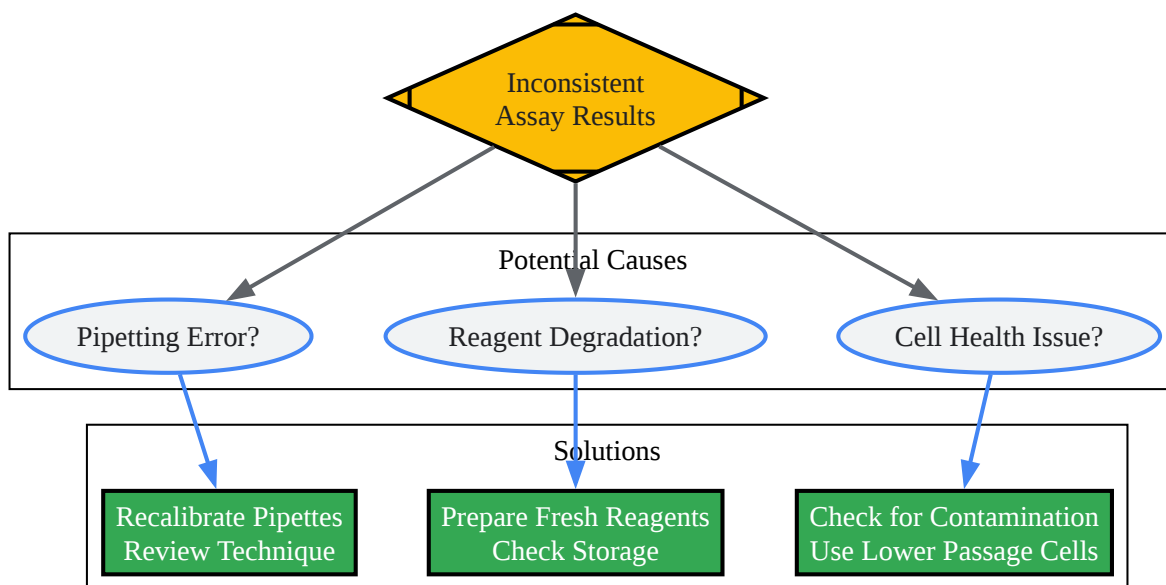 Inconsistent
Assay Results
Potential Causes
Pipetting Error?
Reagent Degradation?
Cell Health Issue?
Solutions
Recalibrate Pipettes
Review Technique
Prepare Fresh Reagents
Check Storage
Check for Contamination
Use Lower Passage Cells